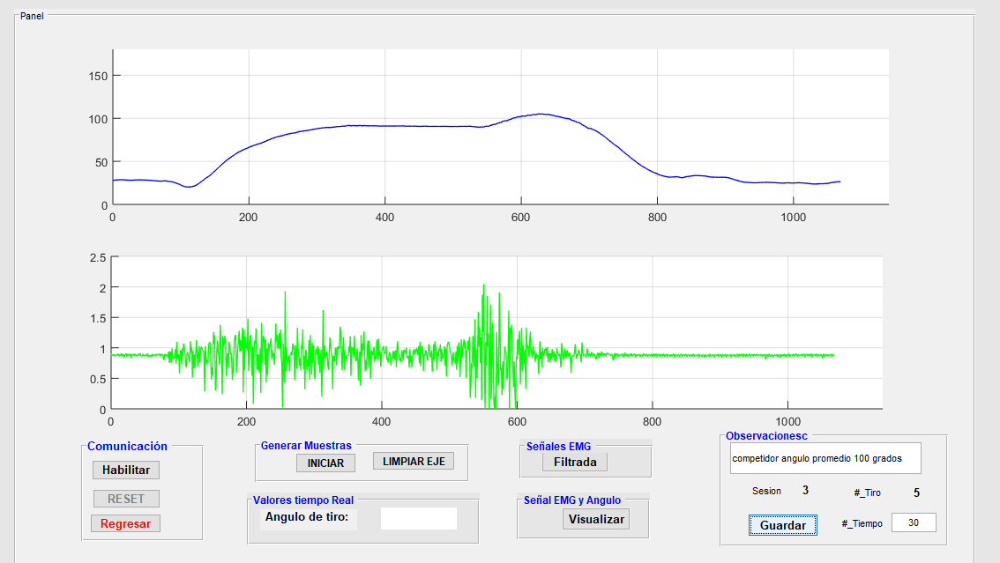 Panel
150
100
50
0
0 200 400 600 800 1000
2.5
2
1.5
1
0.5
0
0 200 400 600 800 1000
Comunicación
Habilitar
RESET
Regresar
Generar Muestras
INICIAR LIMPIAR EJE
Valores tiempo Real
Angulo de tiro:
Señales EMG
Filtrada
Señal EMG y Angulo
Visualizar
Observacionesc
competidor angulo promedio 100 grados
Sesion 3 #_Tiro 5
Guardar #_Tiempo 30